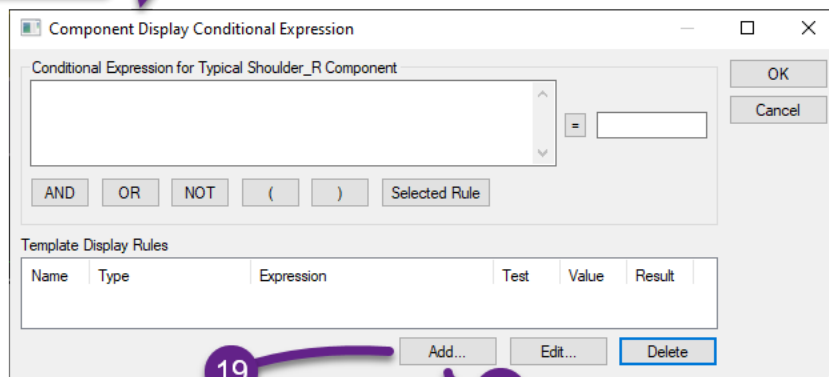 Component Display Conditional Expression
Conditional Expression for Typical Shoulder_R Component
OK
=
Cancel
AND OR NOT ( ) Selected Rule
Template Display Rules
Name Type Expression Test Value Result
Add... Edit... Delete
19